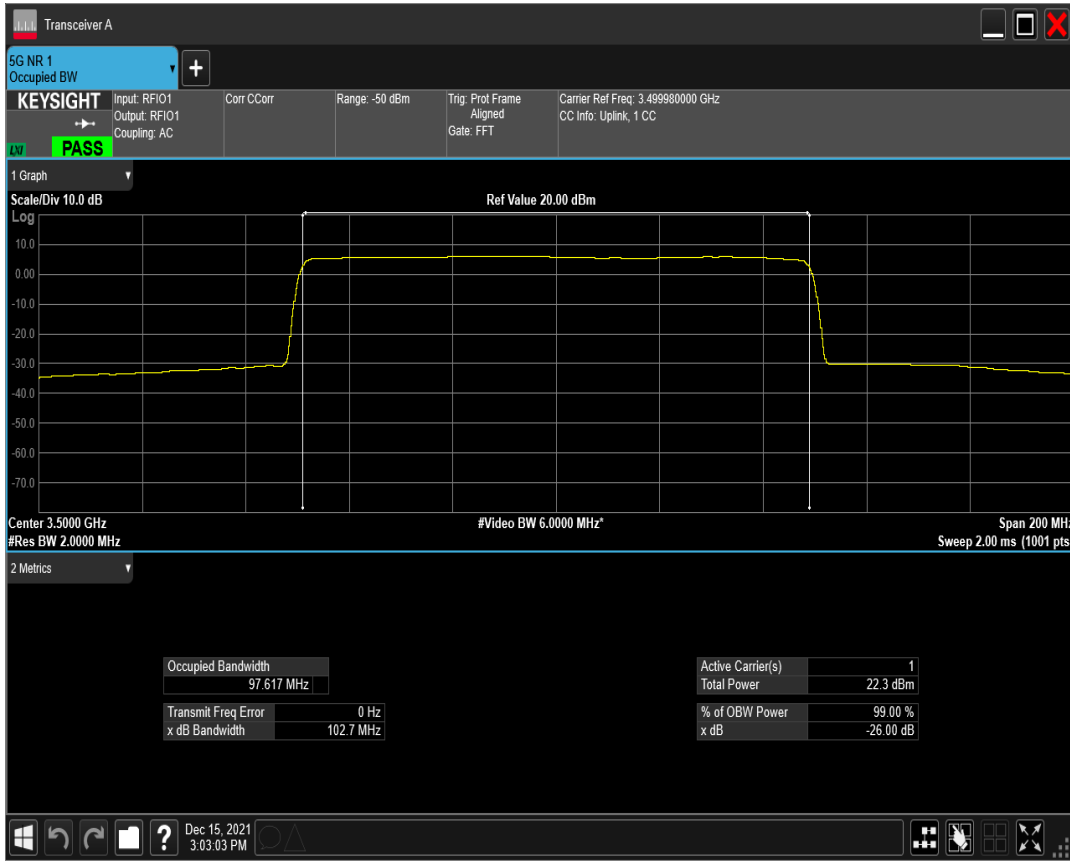 Transceiver A
5G NR 1
Occupied BW
KEYSIGHT
LXI
PASS
Input: RFIO1
Output: RFIO1
Coupling: AC
Corr CCorr
Range: -50 dBm
Trig: Prot Frame
Aligned
Gate: FFT
Carrier Ref Freq: 3.499980000 GHz
CC Info: Uplink, 1 CC
1 Graph
Scale/Div 10.0 dB
Ref Value 20.00 dBm
Log
10.0
0.00
-10.0
-20.0
-30.0
-40.0
-50.0
-60.0
-70.0
Center 3.5000 GHz
#Video BW 6.0000 MHz*
Span 200 MHz
#Res BW 2.0000 MHz
Sweep 2.00 ms (1001 pts
2 Metrics
Occupied Bandwidth
97.617 MHz
Transmit Freq Error 0 Hz
x dB Bandwidth 102.7 MHz
Active Carrier(s) 1
Total Power 22.3 dBm
% of OBW Power 99.00 %
x dB -26.00 dB
?
Dec 15, 2021
3:03:03 PM